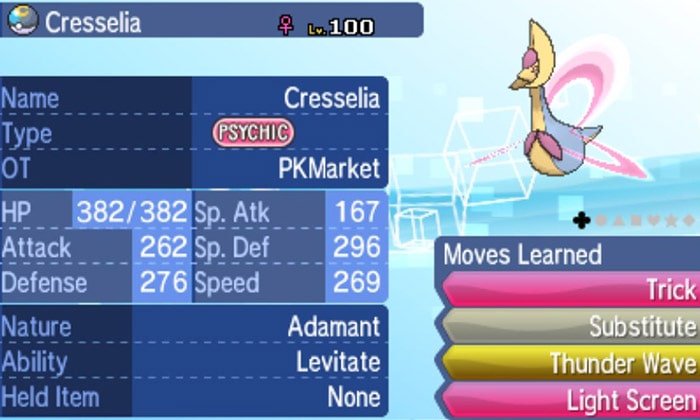 Cresselia ♀ Lv.100
Name Cresselia
Type PSYCHIC
OT PKMarket
HP 382/382 Sp. Atk 167
Attack 262 Sp. Def 296
Defense 276 Speed 269
Nature Adamant
Ability Levitate
Held Item None
Moves Learned
Trick
Substitute
Thunder Wave
Light Screen